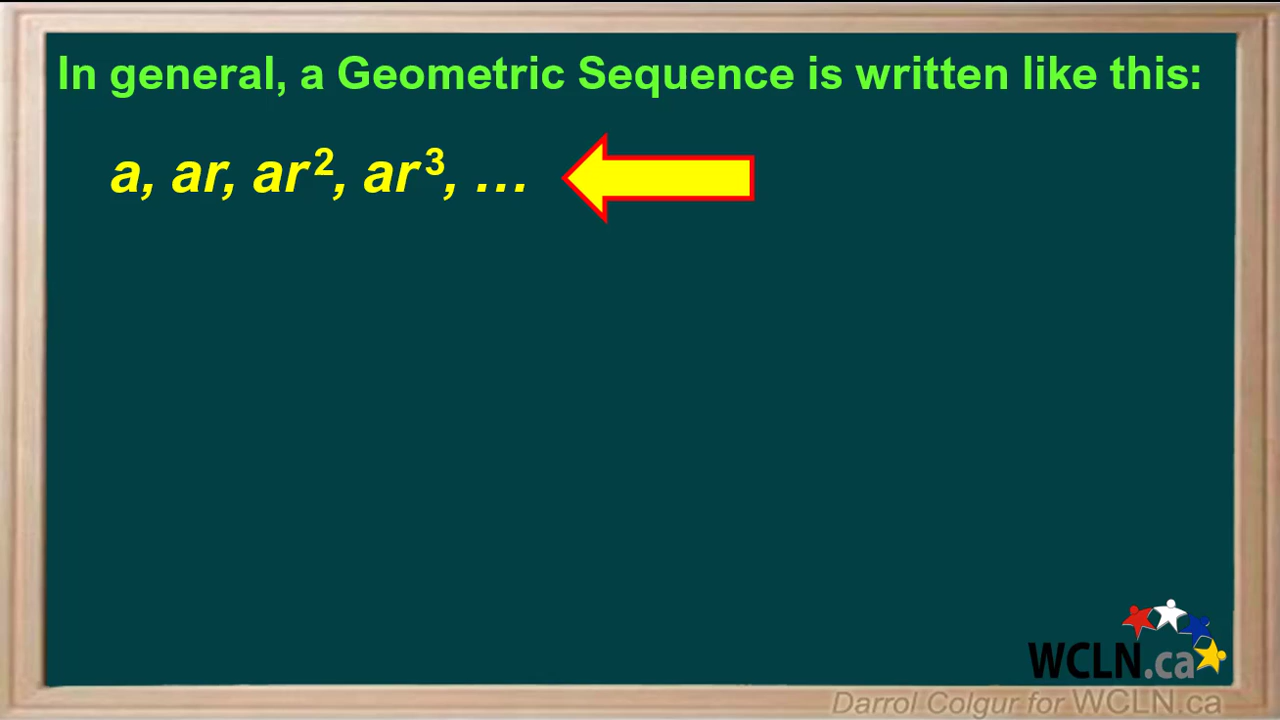 In general, a Geometric Sequence is written like this:
a, ar, ar², ar³, …
WCLN.ca
Darrol Colgur for WCLN.ca